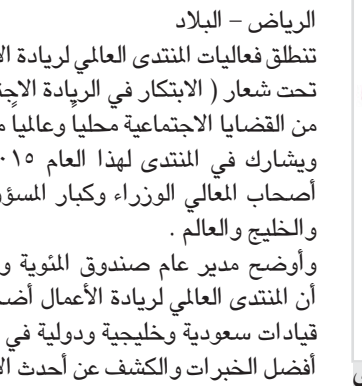 الرياض – البلاد
تنطلق فعاليات المنتدى العالمي لريادة
تحت شعار ( الابتكار في الريادة
من القضايا الاجتماعية محلياً وعالمياً
ويشارك في المنتدى لهذا العام ٢٠١٥
أصحاب المعالي الوزراء وكبار
والخليج والعالم .
وأوضح مدير عام صندوق المئوية
أن المنتدى العالمي لريادة الأعمال
قيادات سعودية وخليجية ودولية في
أفضل الخبرات والكشف عن أحدث